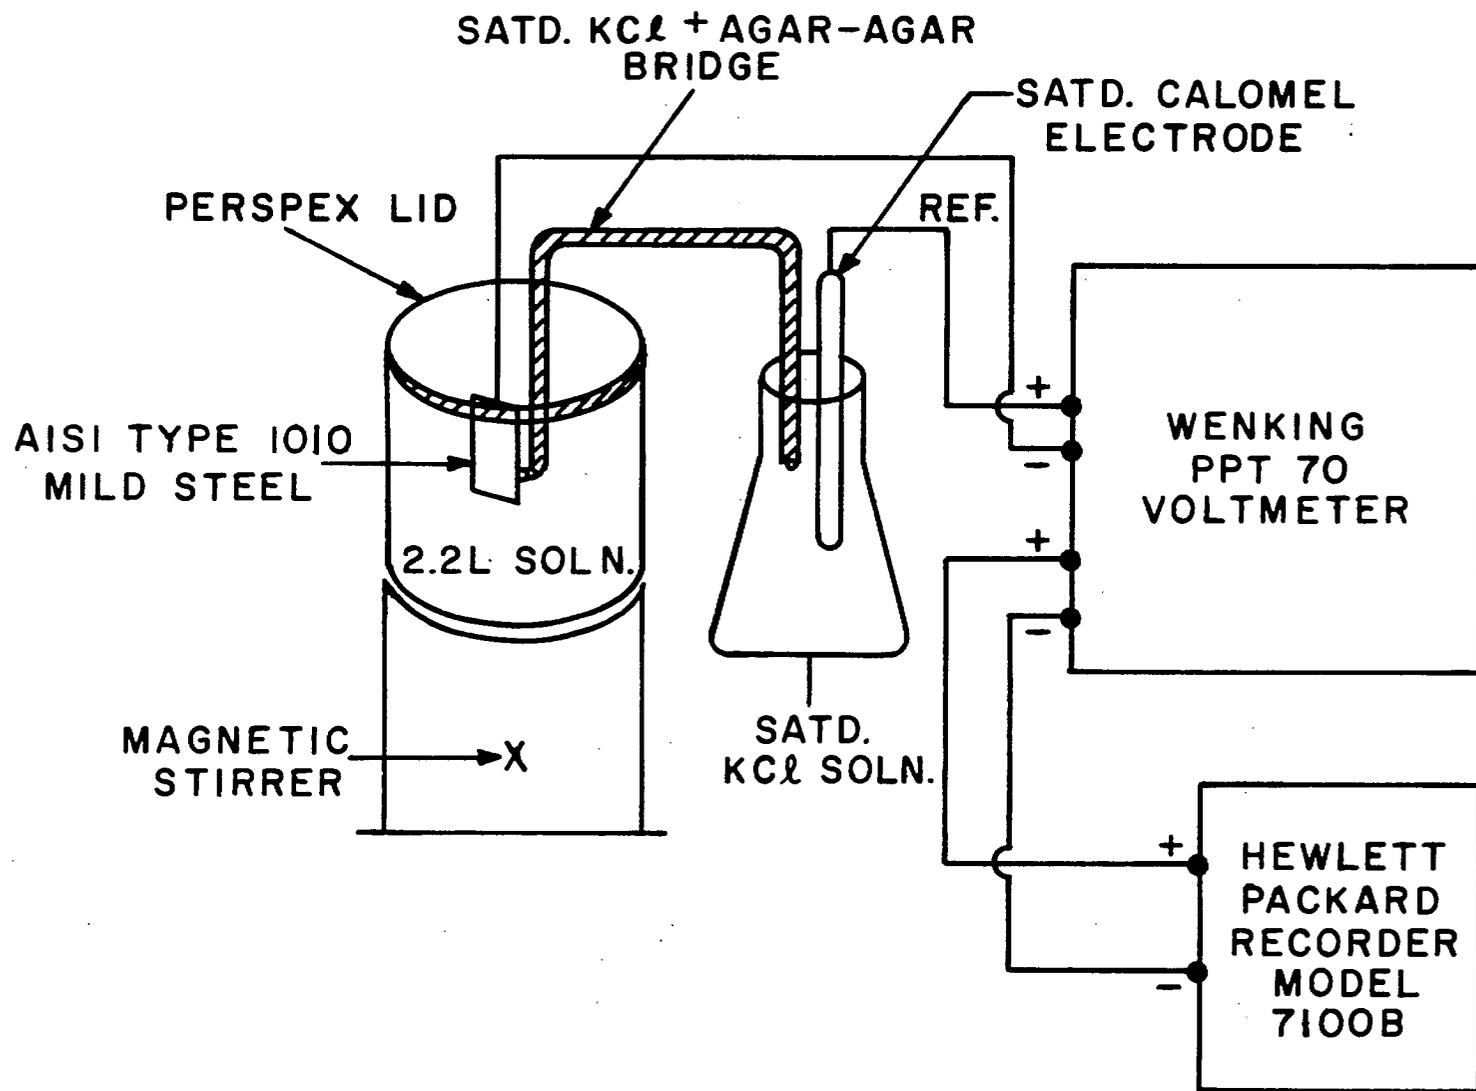 SATD. KCℓ + AGAR-AGAR
BRIDGE
SATD. CALOMEL
ELECTRODE
PERSPEX LID
REF.
AISI TYPE 1010
MILD STEEL
2.2L SOLN.
MAGNETIC
STIRRER
X
SATD.
KCℓ SOLN.
+
-
+
-
WENKING
PPT 70
VOLTMETER
+
-
HEWLETT
PACKARD
RECORDER
MODEL
7100B